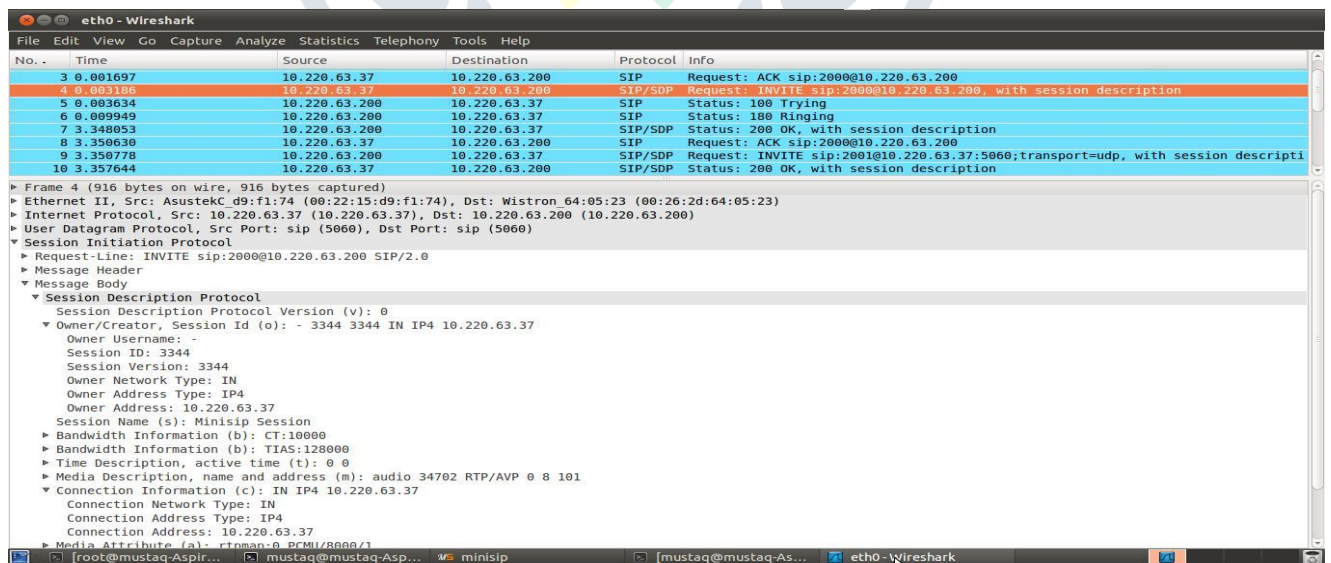 eth0 - Wireshark
File Edit View Go Capture Analyze Statistics Telephony Tools Help
No. . Time Source Destination Protocol Info
3 0.001697 10.220.63.37 10.220.63.200 SIP Request: ACK sip:2000@10.220.63.200
4 0.003186 10.220.63.37 10.220.63.200 SIP/SDP Request: INVITE sip:2000@10.220.63.200, with session description
5 0.003634 10.220.63.200 10.220.63.37 SIP Status: 100 Trying
6 0.009949 10.220.63.200 10.220.63.37 SIP Status: 180 Ringing
7 3.348053 10.220.63.200 10.220.63.37 SIP/SDP Status: 200 OK, with session description
8 3.350630 10.220.63.37 10.220.63.200 SIP Request: ACK sip:2000@10.220.63.200
9 3.350778 10.220.63.200 10.220.63.37 SIP/SDP Request: INVITE sip:2001@10.220.63.37:5060;transport=udp, with session descripti
10 3.357644 10.220.63.37 10.220.63.200 SIP/SDP Status: 200 OK, with session description
Frame 4 (916 bytes on wire, 916 bytes captured)
Ethernet II, Src: AsustekC_d9:f1:74 (00:22:15:d9:f1:74), Dst: Wistron_64:05:23 (00:26:2d:64:05:23)
Internet Protocol, Src: 10.220.63.37 (10.220.63.37), Dst: 10.220.63.200 (10.220.63.200)
User Datagram Protocol, Src Port: sip (5060), Dst Port: sip (5060)
Session Initiation Protocol
Request-Line: INVITE sip:2000@10.220.63.200 SIP/2.0
Message Header
Message Body
Session Description Protocol
Session Description Protocol Version (v): 0
Owner/Creator, Session Id (o): - 3344 3344 IN IP4 10.220.63.37
Owner Username: -
Session ID: 3344
Session Version: 3344
Owner Network Type: IN
Owner Address Type: IP4
Owner Address: 10.220.63.37
Session Name (s): Minisip Session
Bandwidth Information (b): CT:10000
Bandwidth Information (b): TIAS:128000
Time Description, active time (t): 0 0
Media Description, name and address (m): audio 34702 RTP/AVP 0 8 101
Connection Information (c): IN IP4 10.220.63.37
Connection Network Type: IN
Connection Address Type: IP4
Connection Address: 10.220.63.37
Media Attribute (a): rtpmap:0 PCMU/8000/1
[root@mustaq-Aspir... mustaq@mustaq-Asp... minisip [mustaq@mustaq-As... eth0 - Wireshark